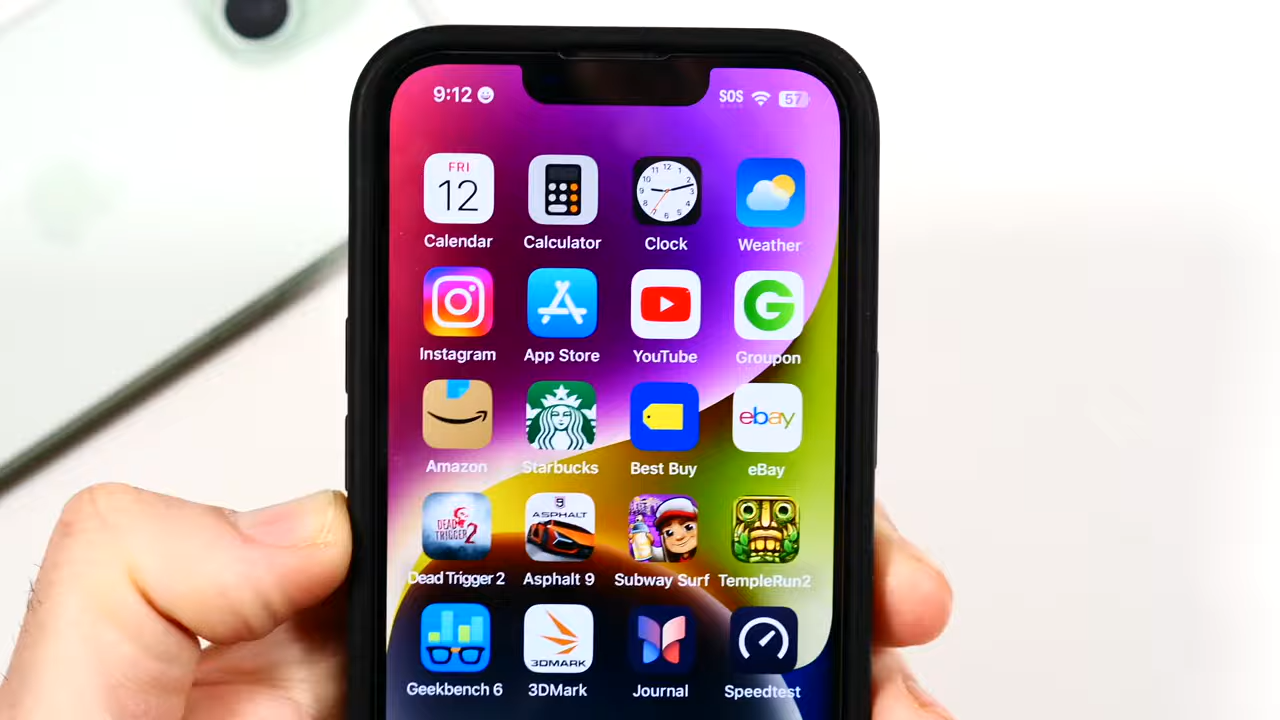 9:12 SOS 57
FRI
12
Calendar Calculator Clock Weather
Instagram App Store YouTube Groupon
ebay
Amazon Starbucks Best Buy eBay
DEAD TRIGGER 2
9 ASPHALT
Dead Trigger 2 Asphalt 9 Subway Surf TempleRun2
3DMARK
Geekbench 6 3DMark Journal Speedtest